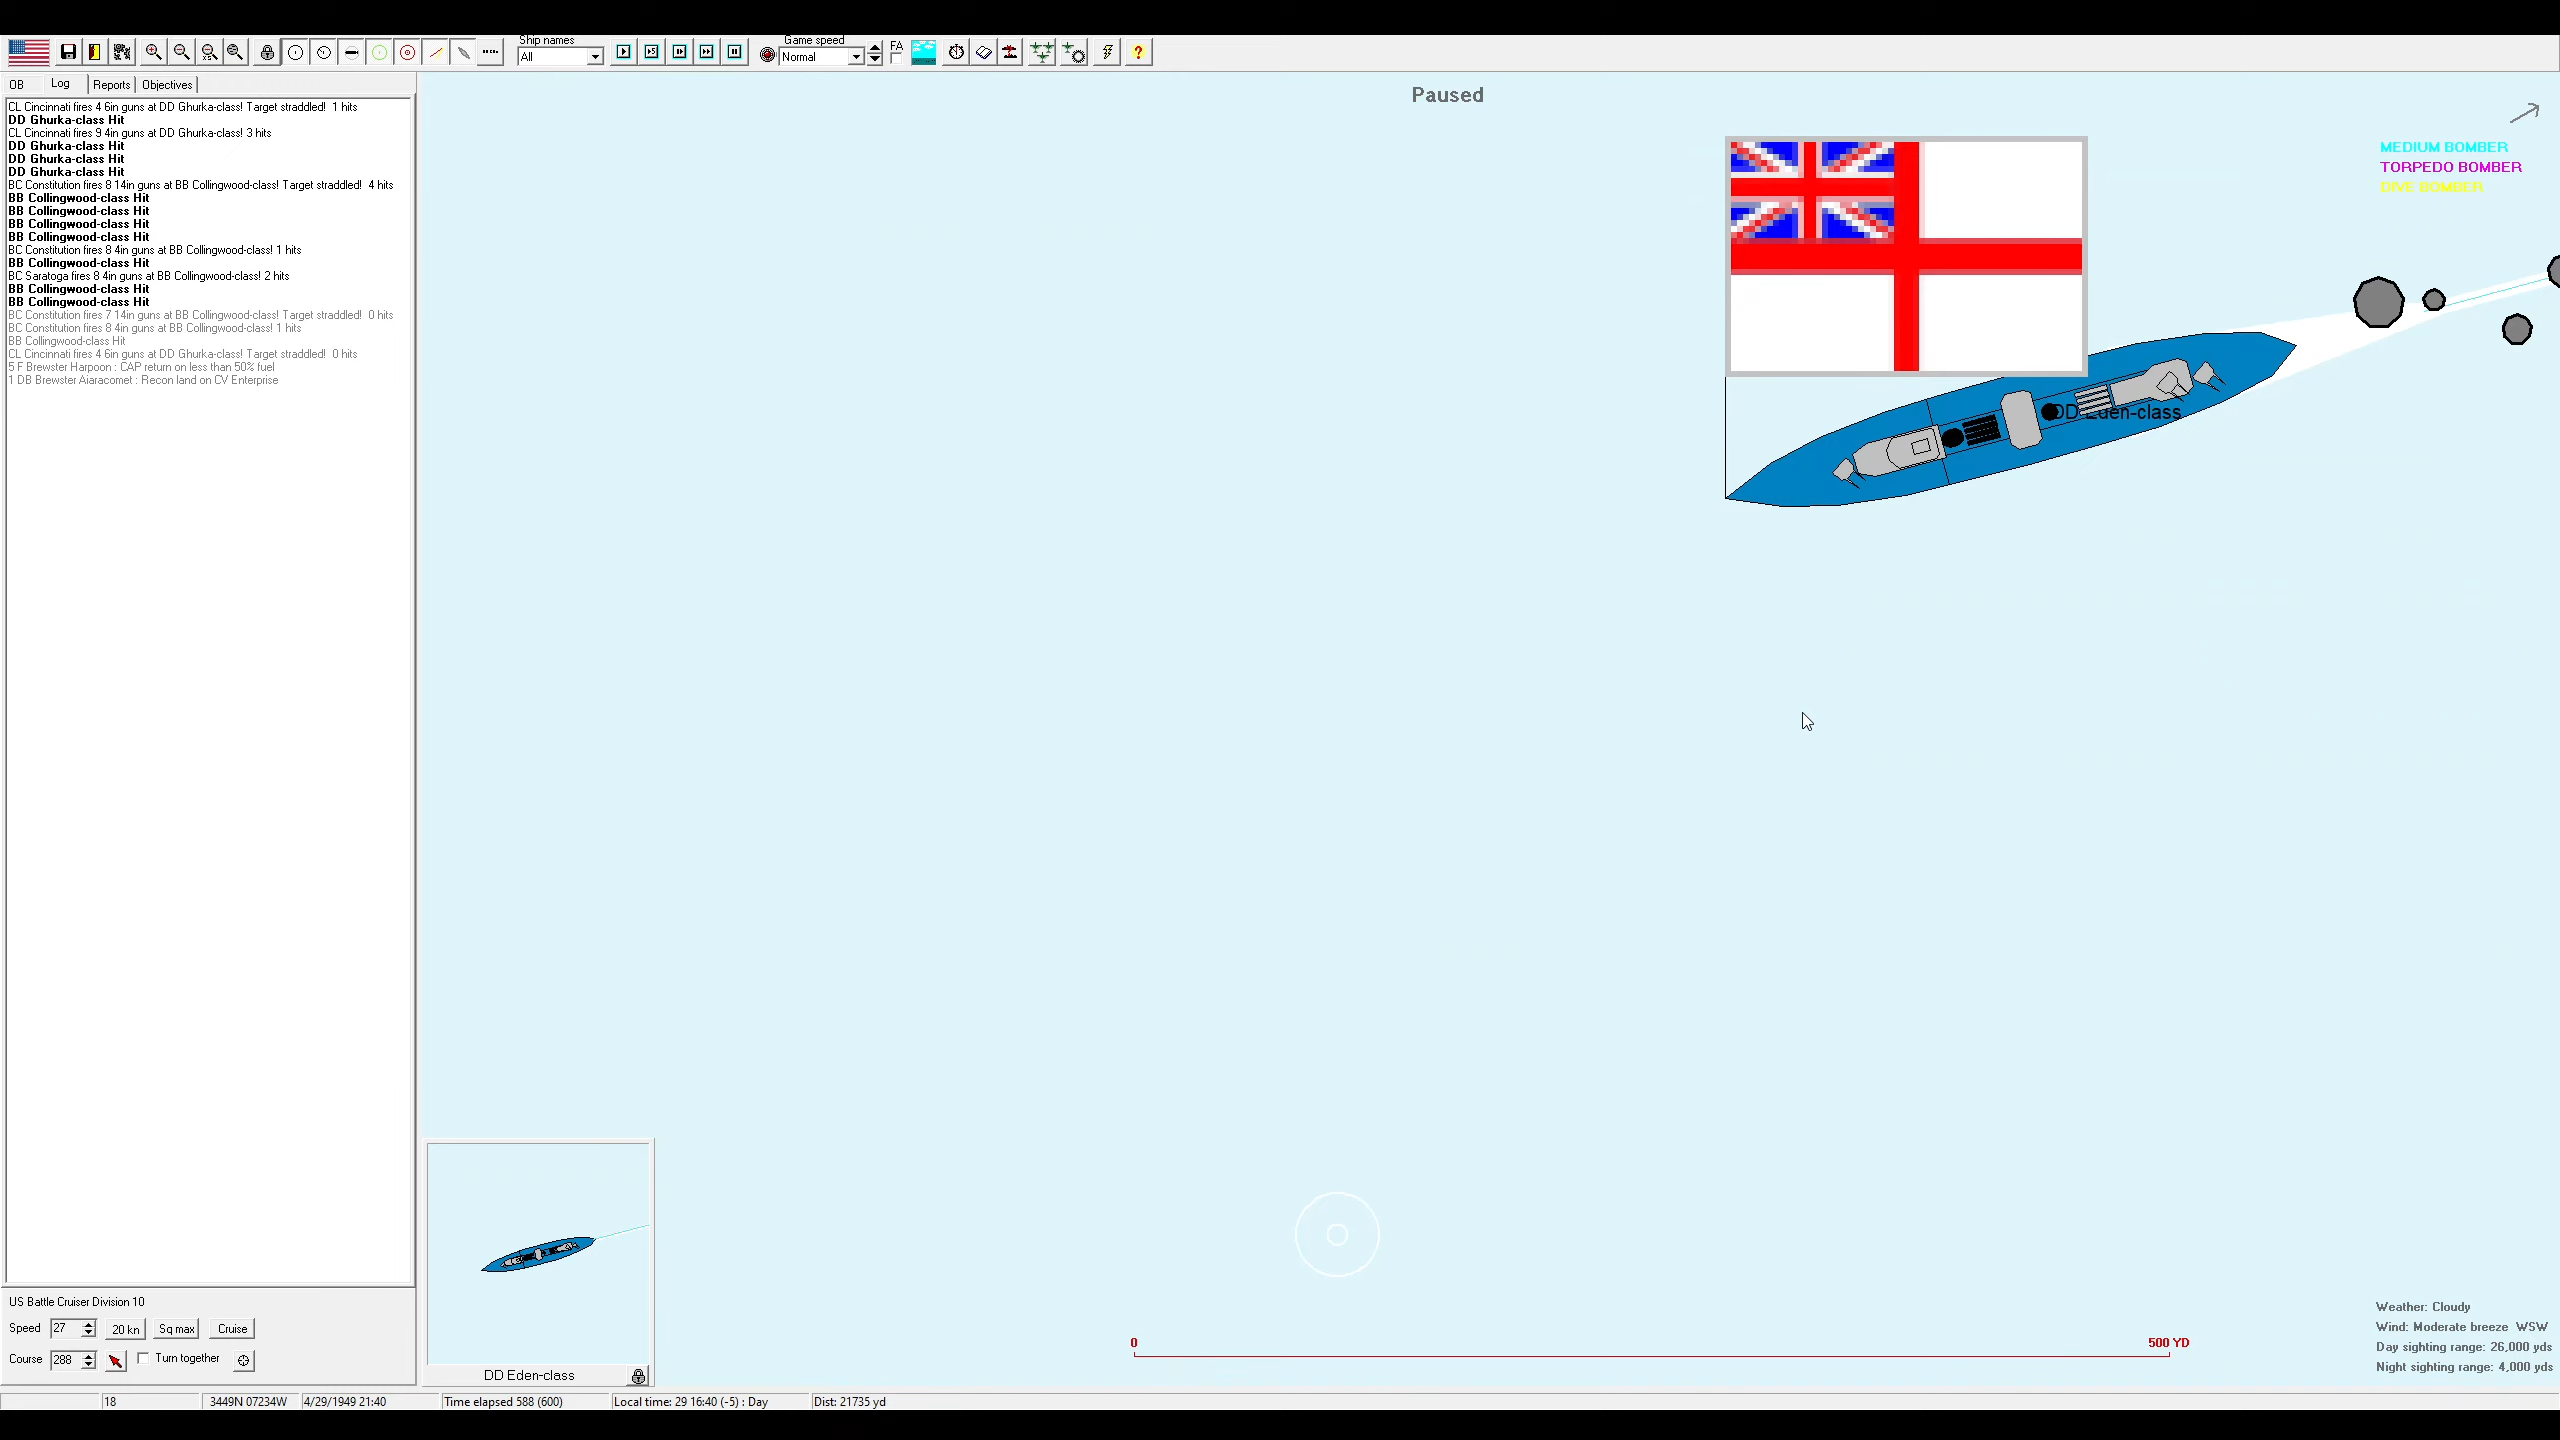 Ship names
All
Game speed
Normal
FA
OB
Log
Reports
Objectives
CL Cincinnati fires 4 6in guns at DD Ghurka-class! Target straddled!  1 hits
DD Ghurka-class Hit
CL Cincinnati fires 9 4in guns at DD Ghurka-class! 3 hits
DD Ghurka-class Hit
DD Ghurka-class Hit
DD Ghurka-class Hit
BC Constitution fires 8 14in guns at BB Collingwood-class! Target straddled!  4 hits
BB Collingwood-class Hit
BB Collingwood-class Hit
BB Collingwood-class Hit
BB Collingwood-class Hit
BC Constitution fires 8 4in guns at BB Collingwood-class! 1 hits
BB Collingwood-class Hit
BC Saratoga fires 8 4in guns at BB Collingwood-class! 2 hits
BB Collingwood-class Hit
BB Collingwood-class Hit
BC Constitution fires 7 14in guns at BB Collingwood-class! Target straddled!  0 hits
BC Constitution fires 8 4in guns at BB Collingwood-class! 1 hits
BB Collingwood-class Hit
CL Cincinnati fires 4 6in guns at DD Ghurka-class! Target straddled!  0 hits
5 F Brewster Harpoon : CAP return on less than 50% fuel
1 DB Brewster Aiaracomet : Recon land on CV Enterprise
Paused
MEDIUM BOMBER
TORPEDO BOMBER
DIVE BOMBER
DD Eden-class
US Battle Cruiser Division 10
Speed 27 20 kn Sq max Cruise
Course 288 Turn together
DD Eden-class
0 500 YD
Weather: Cloudy
Wind: Moderate breeze  WSW
Day sighting range: 26,000 yds
Night sighting range: 4,000 yds
18 3449N 07234W 4/29/1949 21:40 Time elapsed 588 (600) Local time: 29 16:40 (-5) : Day Dist: 21735 yd